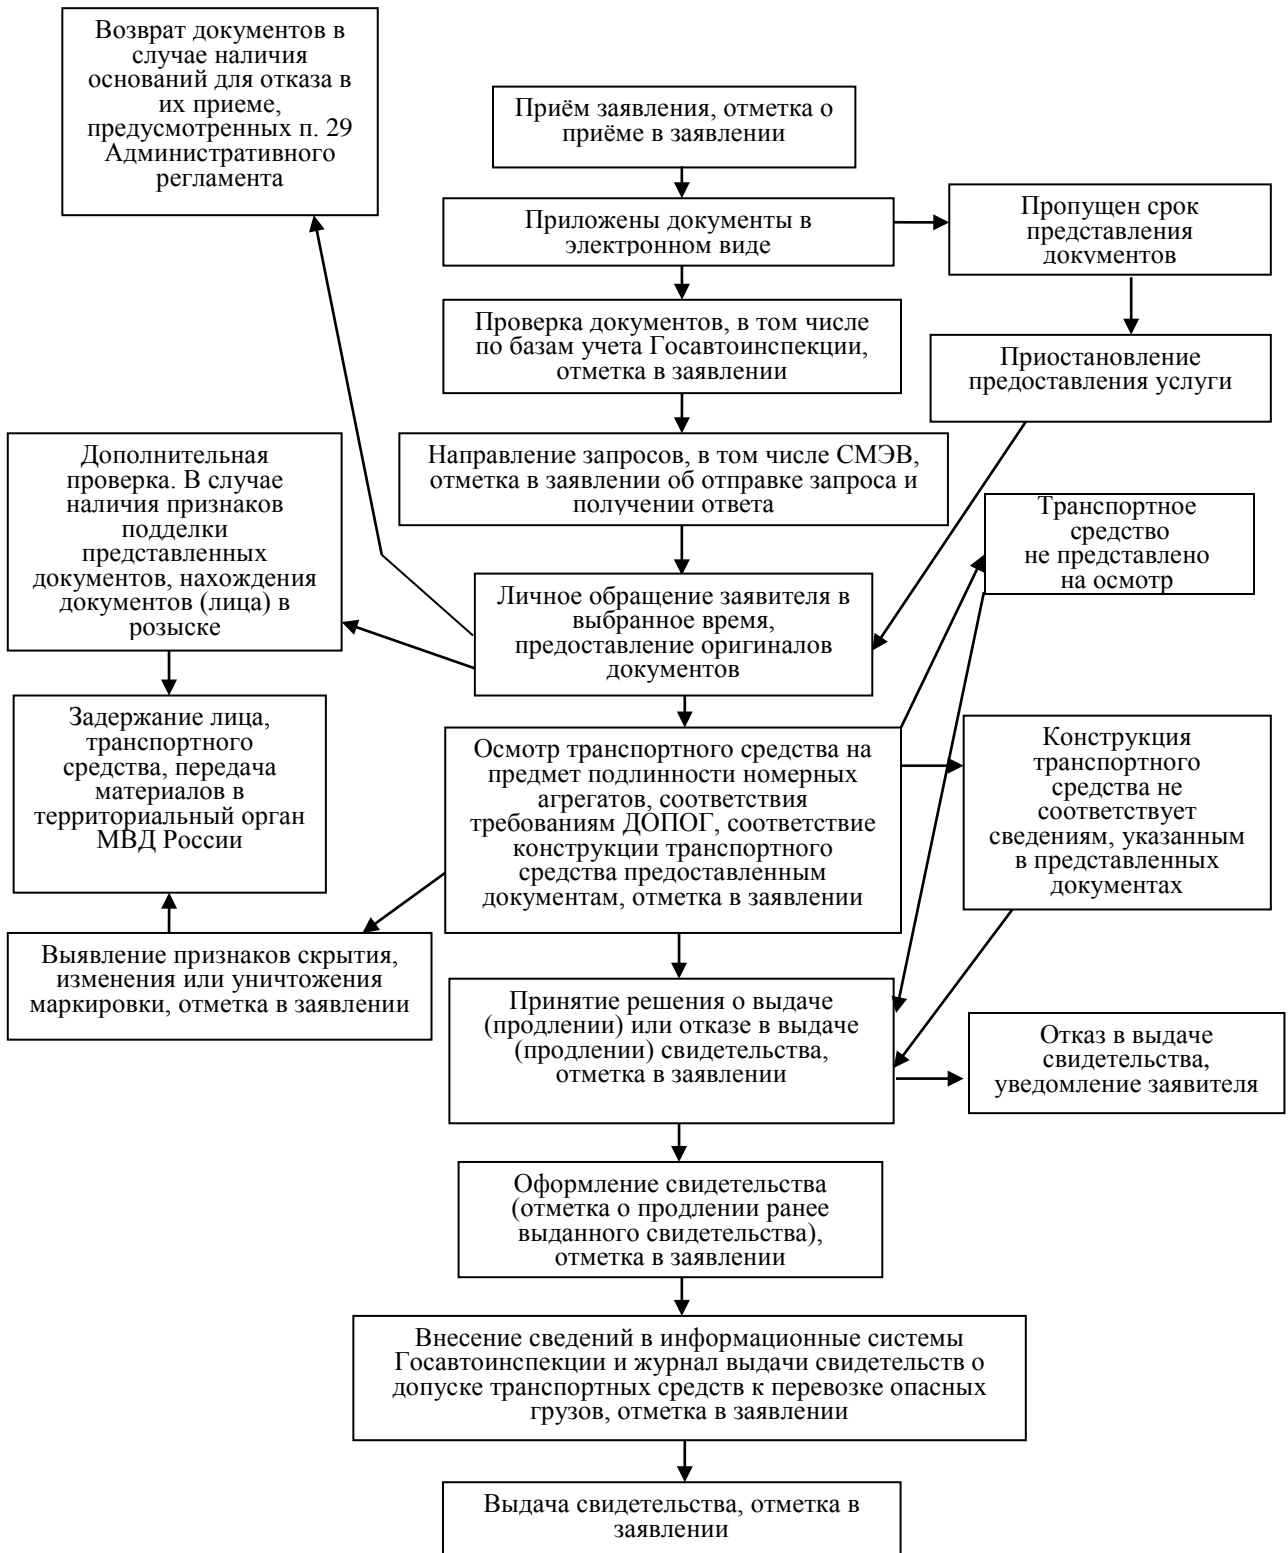 Возврат документов в
случае наличия
оснований для отказа в
их приеме,
предусмотренных п. 29
Административного
регламента
Приём заявления, отметка о
приёме в заявлении
Приложены документы в
электронном виде
Пропущен срок
представления
документов
Проверка документов, в том числе
по базам учета Госавтоинспекции,
отметка в заявлении
Приостановление
предоставления услуги
Направление запросов, в том числе СМЭВ,
отметка в заявлении об отправке запроса и
получении ответа
Дополнительная
проверка. В случае
наличия признаков
подделки
представленных
документов, нахождения
документов (лица) в
розыске
Транспортное
средство
не представлено
на осмотр
Личное обращение заявителя в
выбранное время,
предоставление оригиналов
документов
Задержание лица,
транспортного
средства, передача
материалов в
территориальный орган
МВД России
Осмотр транспортного средства на
предмет подлинности номерных
агрегатов, соответствия
требованиям ДОПОГ, соответствие
конструкции транспортного
средства предоставленным
документам, отметка в заявлении
Конструкция
транспортного
средства не
соответствует
сведениям, указанным
в представленных
документах
Выявление признаков скрытия,
изменения или уничтожения
маркировки, отметка в заявлении
Принятие решения о выдаче
(продлении) или отказе в выдаче
(продлении) свидетельства,
отметка в заявлении
Отказ в выдаче
свидетельства,
уведомление заявителя
Оформление свидетельства
(отметка о продлении ранее
выданного свидетельства),
отметка в заявлении
Внесение сведений в информационные системы
Госавтоинспекции и журнал выдачи свидетельств о
допуске транспортных средств к перевозке опасных
грузов, отметка в заявлении
Выдача свидетельства, отметка в
заявлении